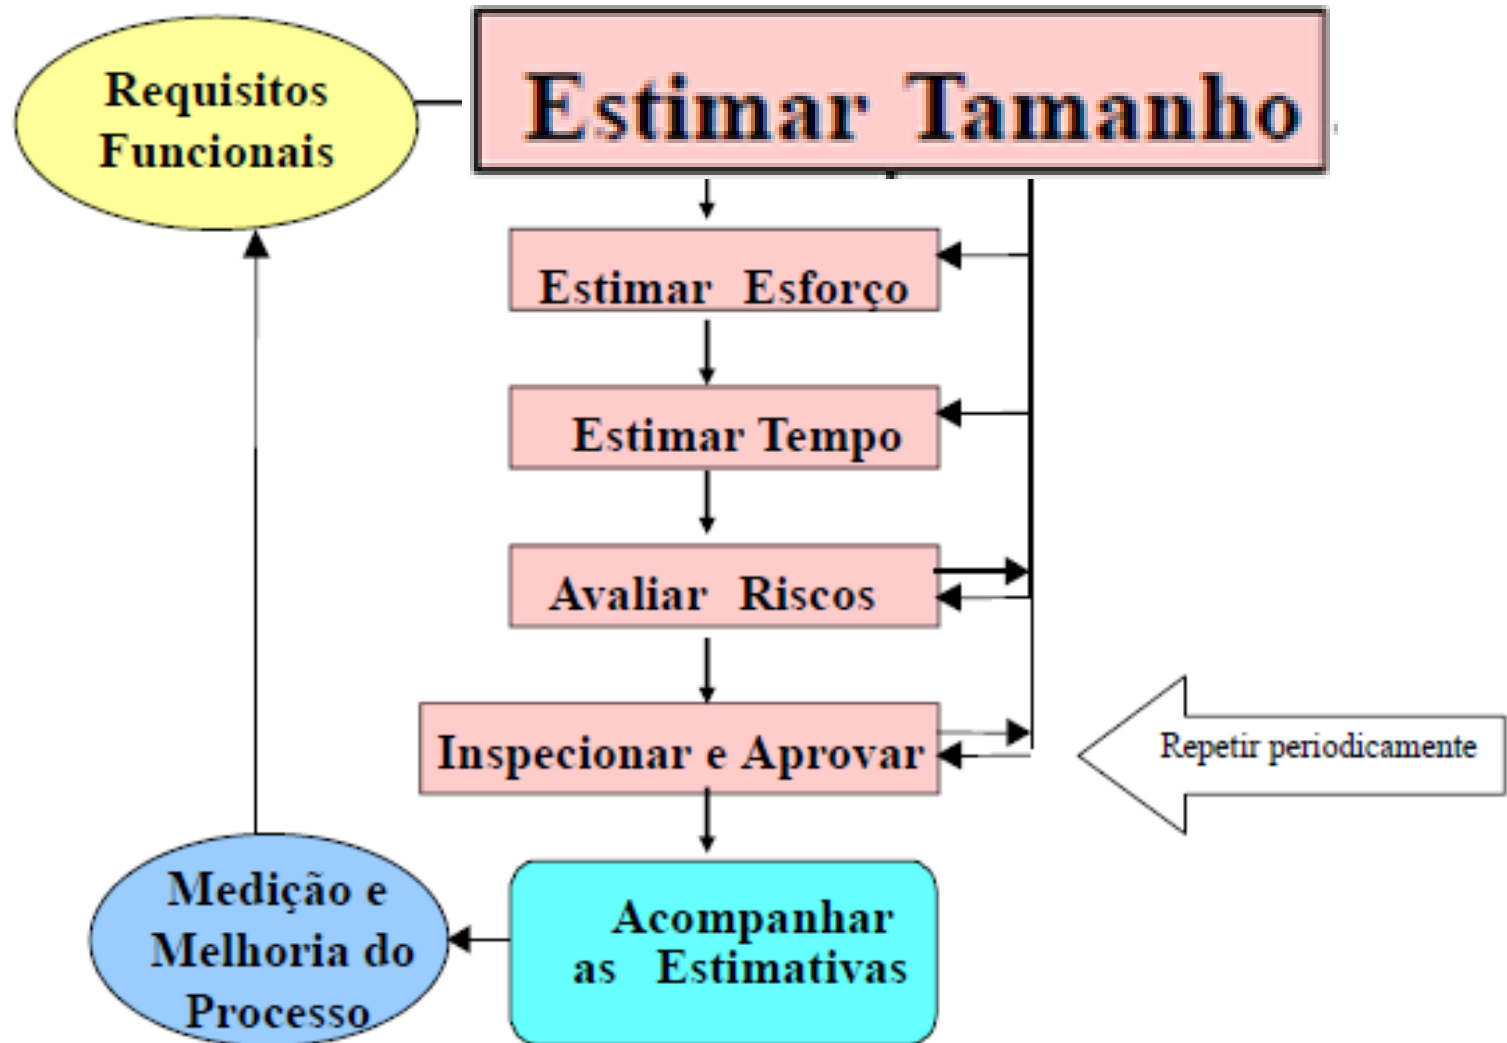 Requisitos
Funcionais
Estimar Tamanho
Estimar Esforço
Estimar Tempo
Avaliar Riscos
Inspecionar e Aprovar
Repetir periodicamente
Acompanhar
as Estimativas
Medição e
Melhoria do
Processo